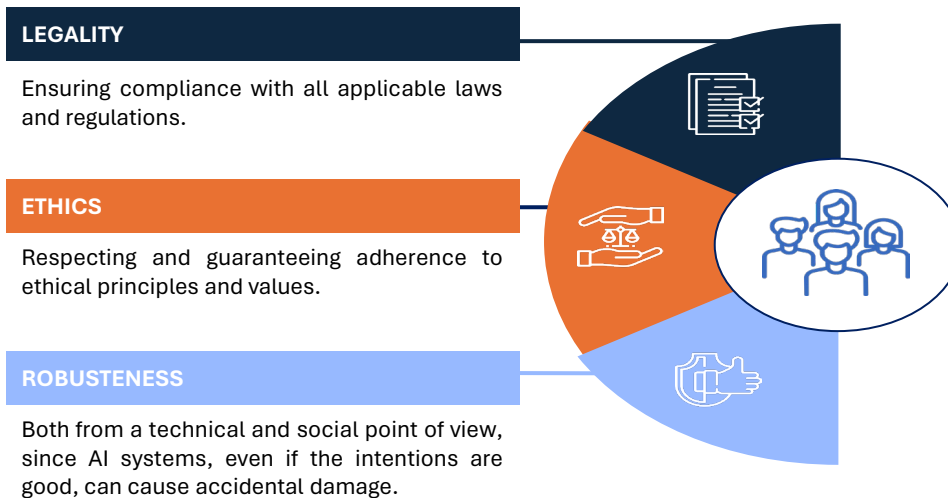 LEGALITY
Ensuring compliance with all applicable laws
and regulations.
ETHICS
Respecting and guaranteeing adherence to
ethical principles and values.
ROBUSTENESS
Both from a technical and social point of view,
since AI systems, even if the intentions are
good, can cause accidental damage.